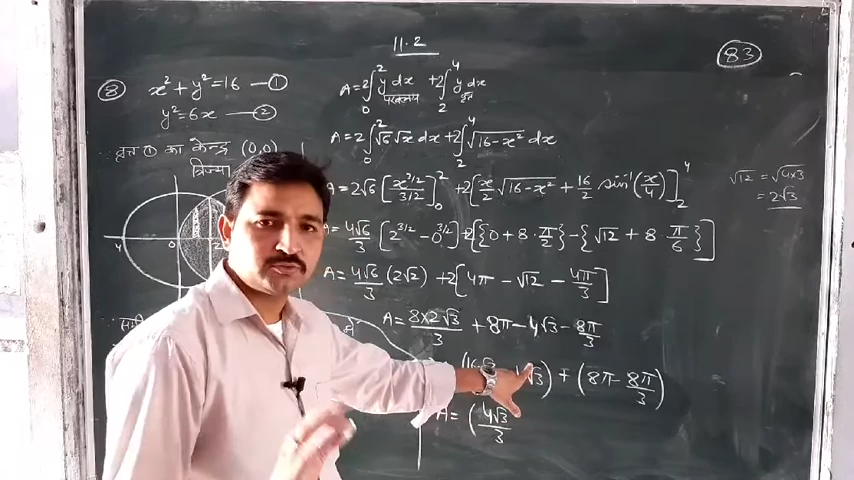 11.2
83
⑧ x² + y² = 16 — ①
y² = 6x — ②
वृत्त ① का केन्द्र (0,0)
त्रिज्या
4 0 2
A = 2∫₀² y dx + 2∫₂⁴ y dx
परवलय वृत्त
A = 2∫₀² √6 √x dx + 2∫₂⁴ √16-x² dx
A = 2√6 [x^3/2 / 3/2]₀² + 2[x/2 √16-x² + 16/2 sin⁻¹(x/4)]₂⁴
A = 4√6/3 [2^3/2 - 0^3/2] + 2[{0 + 8·π/2} - {√12 + 8·π/6}]
A = 4√6/3 (2√2) + 2[4π - √12 - 4π/3]
A = 8×2√3/3 + 8π - 4√3 - 8π/3
√3) + (8π - 8π/3)
A = (4√3/3
√12 = √4×3
= 2√3